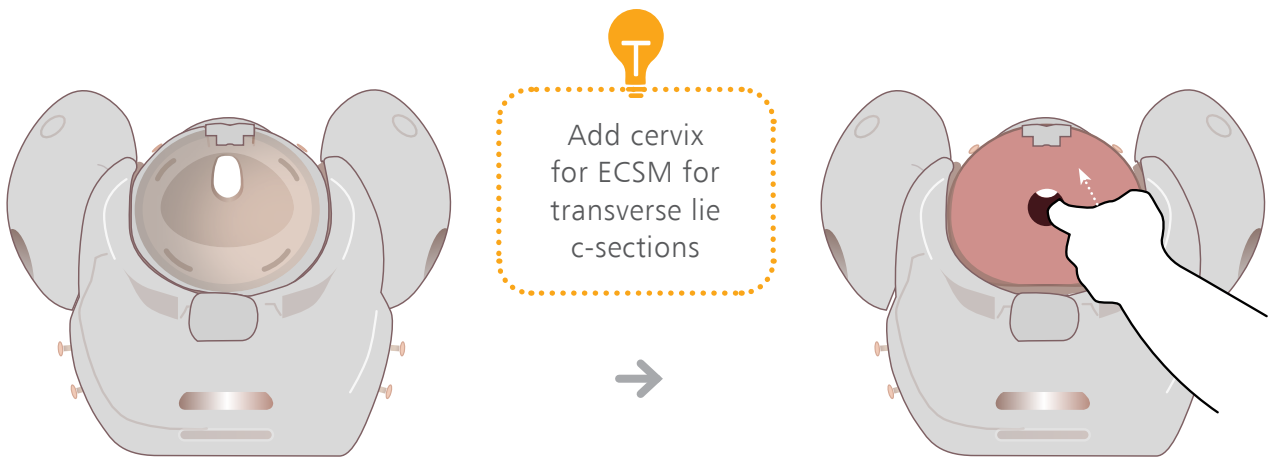 T
Add cervix
for ECSM for
transverse lie
c-sections